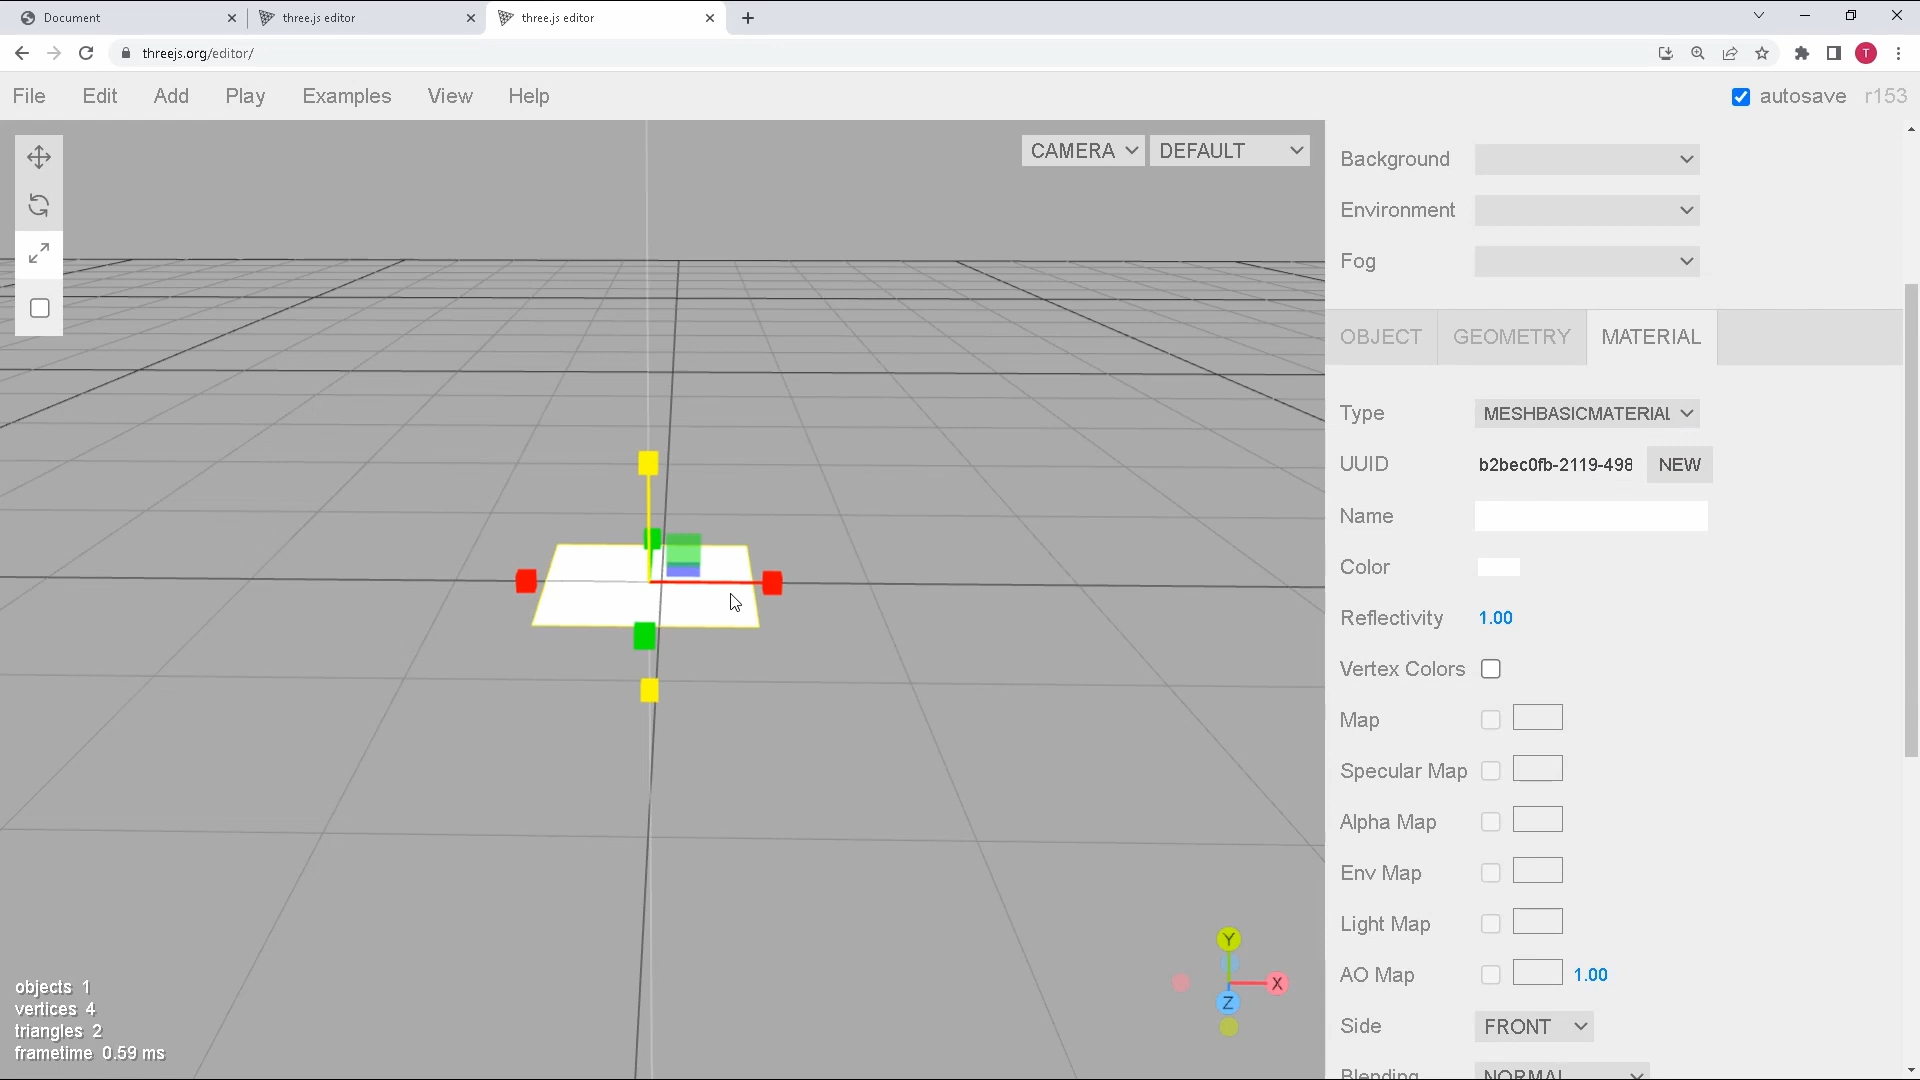 Document
three.js editor
three.js editor
threejs.org/editor/
T
File Edit Add Play Examples View Help
autosave r153
CAMERA DEFAULT
Background
Environment
Fog
OBJECT GEOMETRY MATERIAL
Type MESHBASICMATERIAL
UUID b2bec0fb-2119-498 NEW
Name
Color
Reflectivity 1.00
Vertex Colors
Map
Specular Map
Alpha Map
Env Map
Light Map
AO Map 1.00
Side FRONT
Blending NORMAL
Y
X
Z
objects 1
vertices 4
triangles 2
frametime 0.59 ms